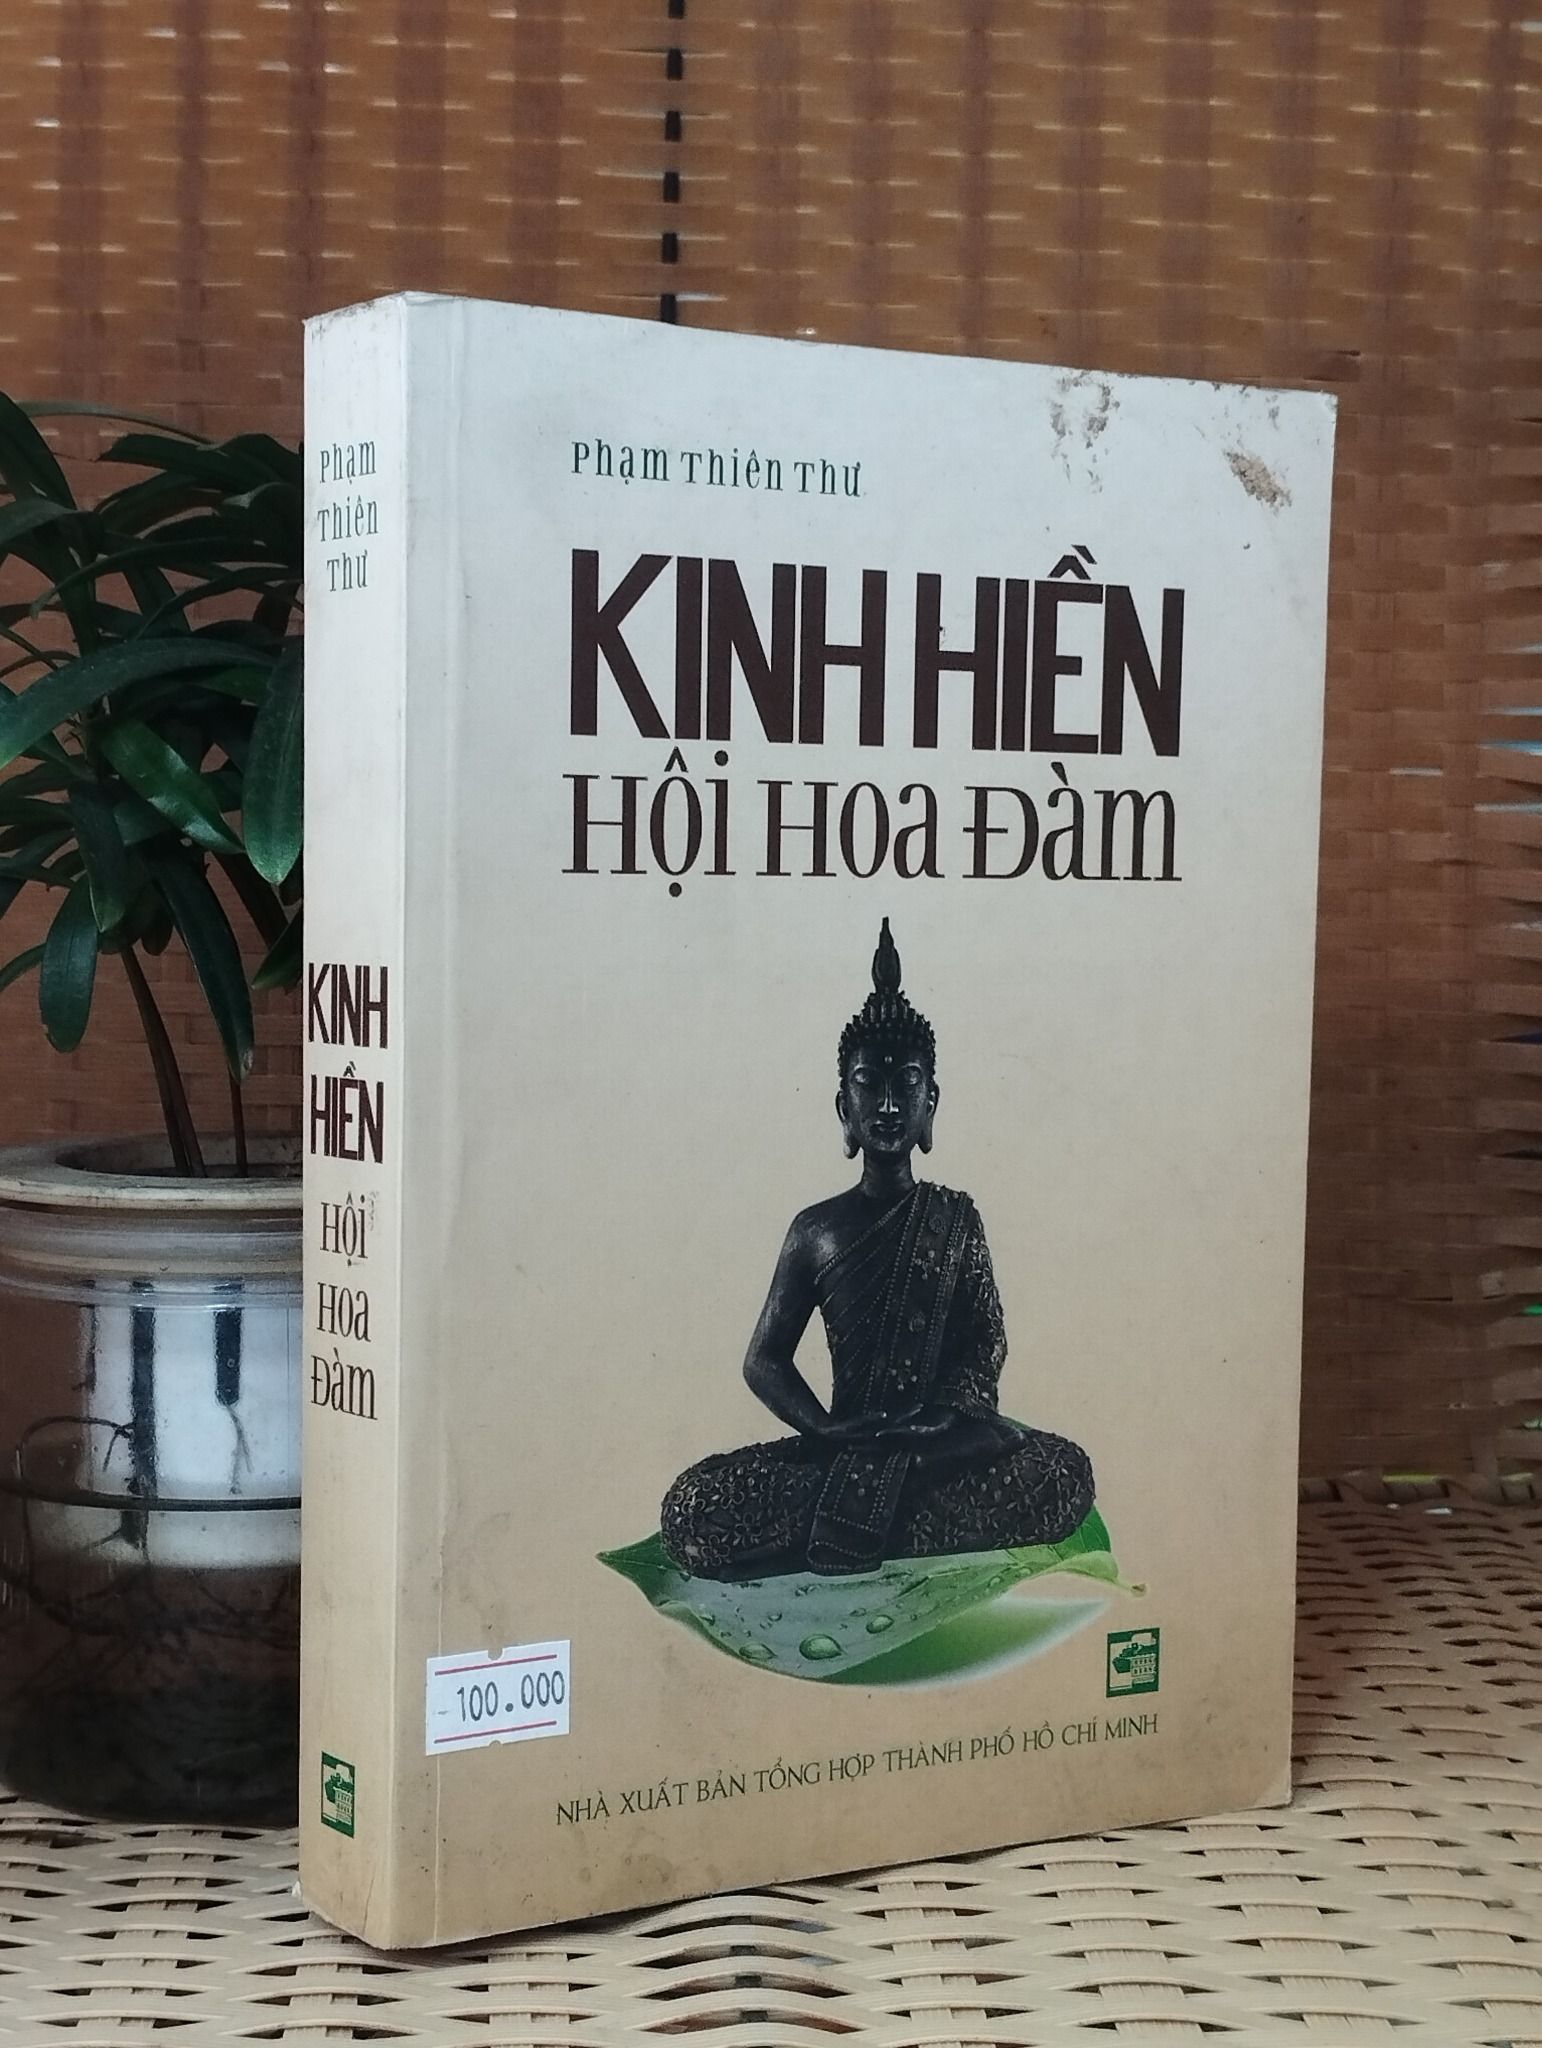 Phạm Thiên Thư
KINH HIỀN
Hội Hoa Đàm
100.000
NHÀ XUẤT BẢN TỔNG HỢP THÀNH PHỐ HỒ CHÍ MINH
Phạm
Thiên
Thư
KINH
HIỀN
Hội
Hoa
Đàm